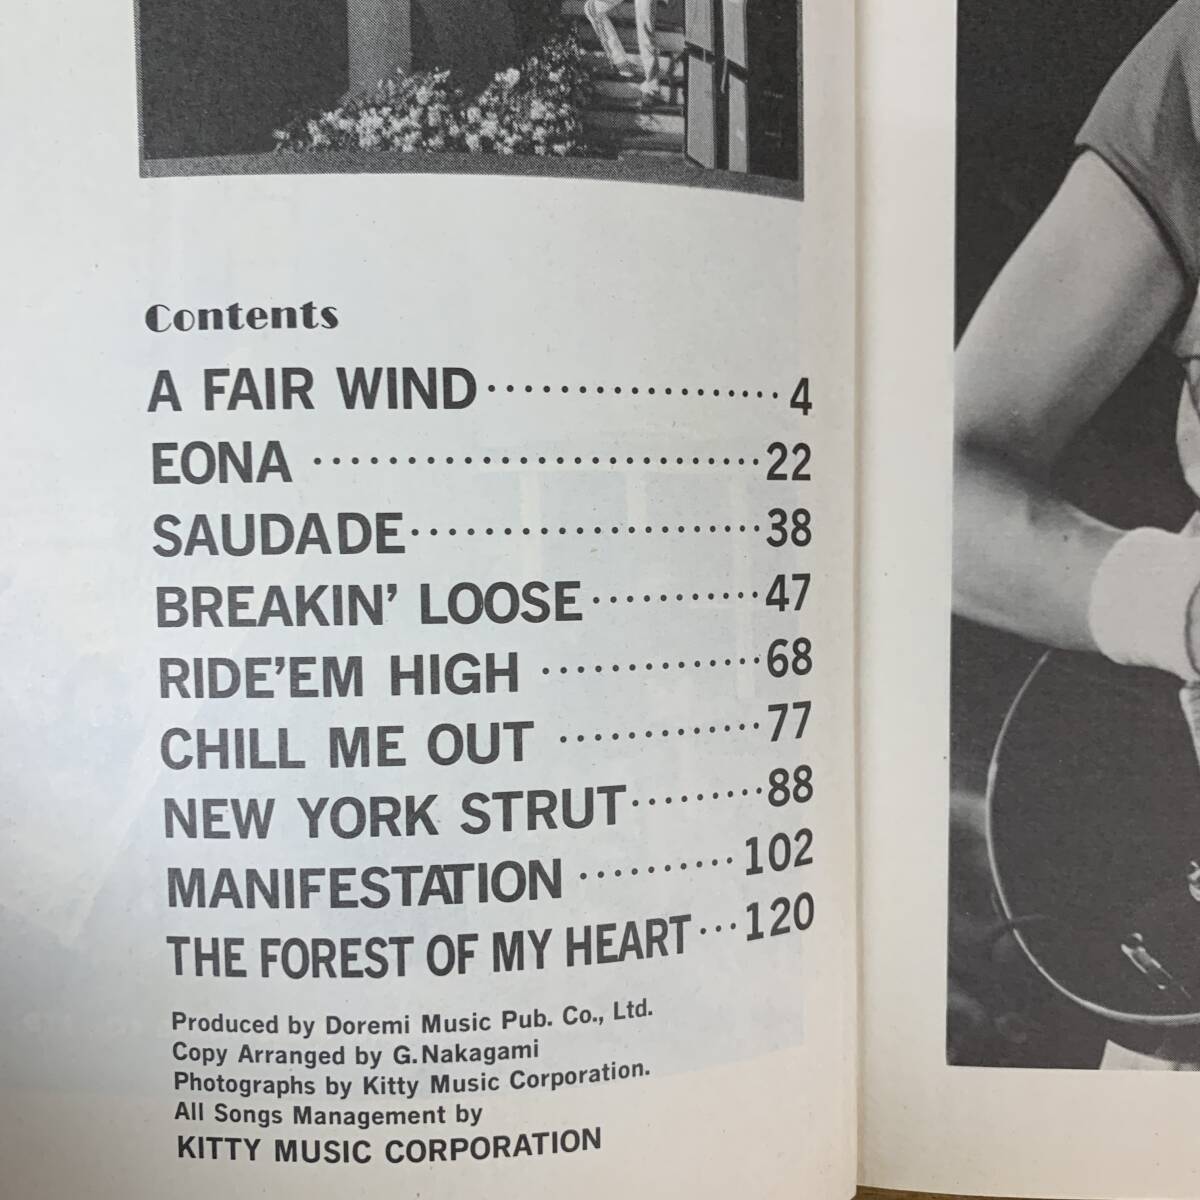 Contents
A FAIR WIND ·················· 4
EONA ·························· 22
SAUDADE ······················ 38
BREAKIN' LOOSE ··········· 47
RIDE'EM HIGH ·············· 68
CHILL ME OUT ············· 77
NEW YORK STRUT ········· 88
MANIFESTATION ·········· 102
THE FOREST OF MY HEART ··· 120
Produced by Doremi Music Pub. Co., Ltd.
Copy Arranged by G.Nakagami
Photographs by Kitty Music Corporation.
All Songs Management by
KITTY MUSIC CORPORATION